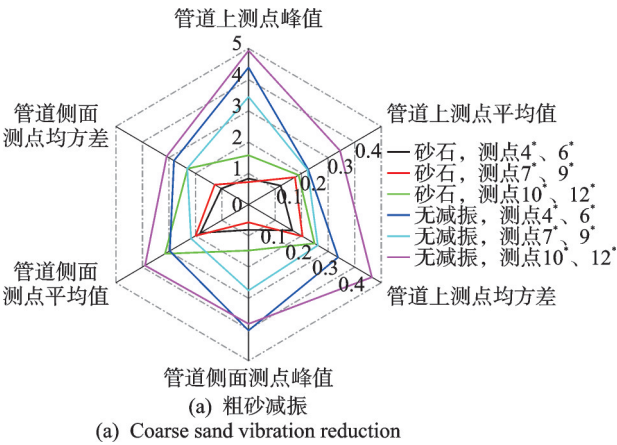 管道上测点峰值
5
4
3
2
1
0
管道侧面
测点均方差
管道上测点平均值
0.4
0.3
0.2
0.1
砂石，测点4*、6*
砂石，测点7*、9*
砂石，测点10*、12*
无减振，测点4*、6*
无减振，测点7*、9*
无减振，测点10*、12*
0.1
0.2
0.3
0.4
管道侧面
测点平均值
管道上测点均方差
管道侧面测点峰值
(a) 粗砂减振
(a) Coarse sand vibration reduction